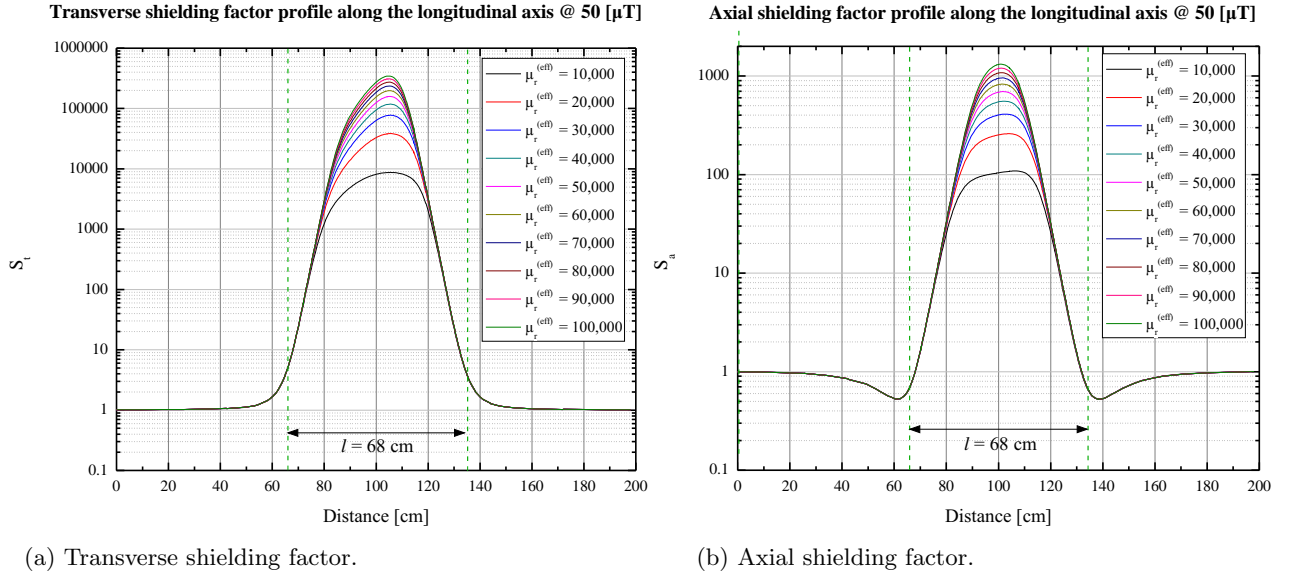 Transverse shielding factor profile along the longitudinal axis @ 50 [µT]
1000000
100000
10000
1000
100
10
1
0.1
S_t
μ_r^(eff) = 10,000
μ_r^(eff) = 20,000
μ_r^(eff) = 30,000
μ_r^(eff) = 40,000
μ_r^(eff) = 50,000
μ_r^(eff) = 60,000
μ_r^(eff) = 70,000
μ_r^(eff) = 80,000
μ_r^(eff) = 90,000
μ_r^(eff) = 100,000
l = 68 cm
0 20 40 60 80 100 120 140 160 180 200
Distance [cm]
(a) Transverse shielding factor.
Axial shielding factor profile along the longitudinal axis @ 50 [µT]
1000
100
10
1
0.1
S_a
μ_r^(eff) = 10,000
μ_r^(eff) = 20,000
μ_r^(eff) = 30,000
μ_r^(eff) = 40,000
μ_r^(eff) = 50,000
μ_r^(eff) = 60,000
μ_r^(eff) = 70,000
μ_r^(eff) = 80,000
μ_r^(eff) = 90,000
μ_r^(eff) = 100,000
l = 68 cm
0 20 40 60 80 100 120 140 160 180 200
Distance [cm]
(b) Axial shielding factor.